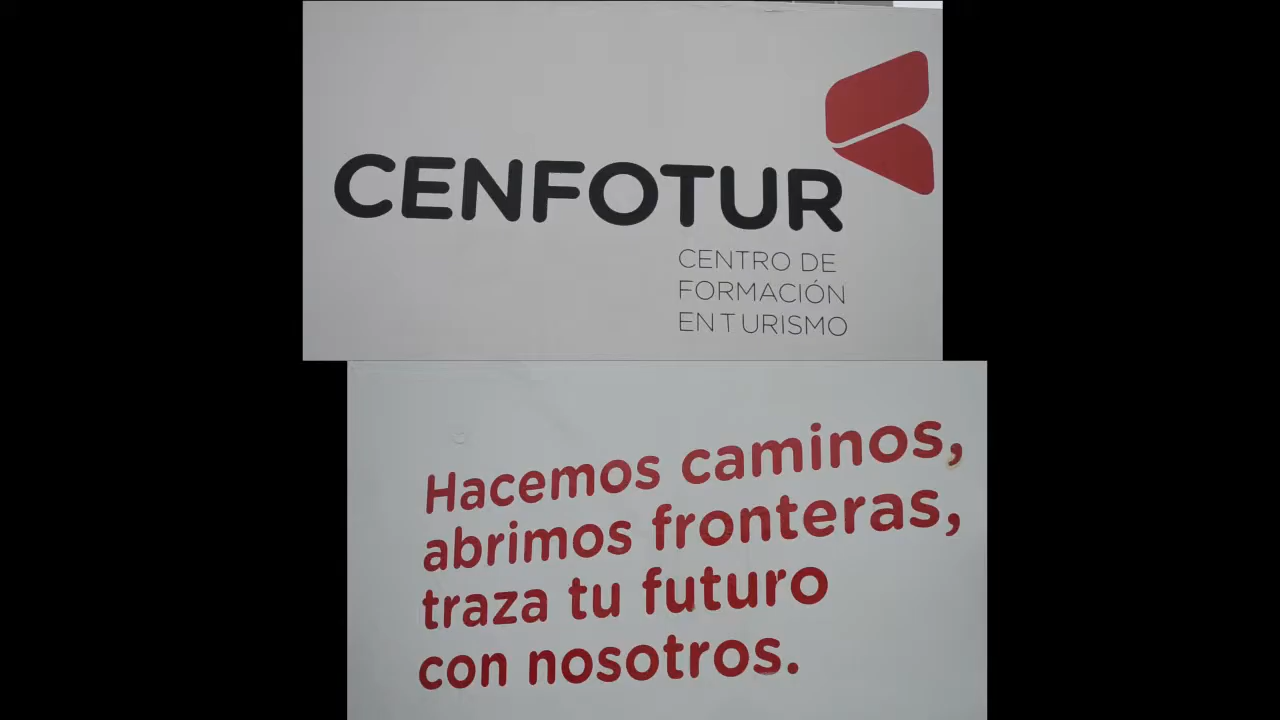 CENFOTUR
CENTRO DE
FORMACIÓN
EN TURISMO
Hacemos caminos,
abrimos fronteras,
traza tu futuro
con nosotros.